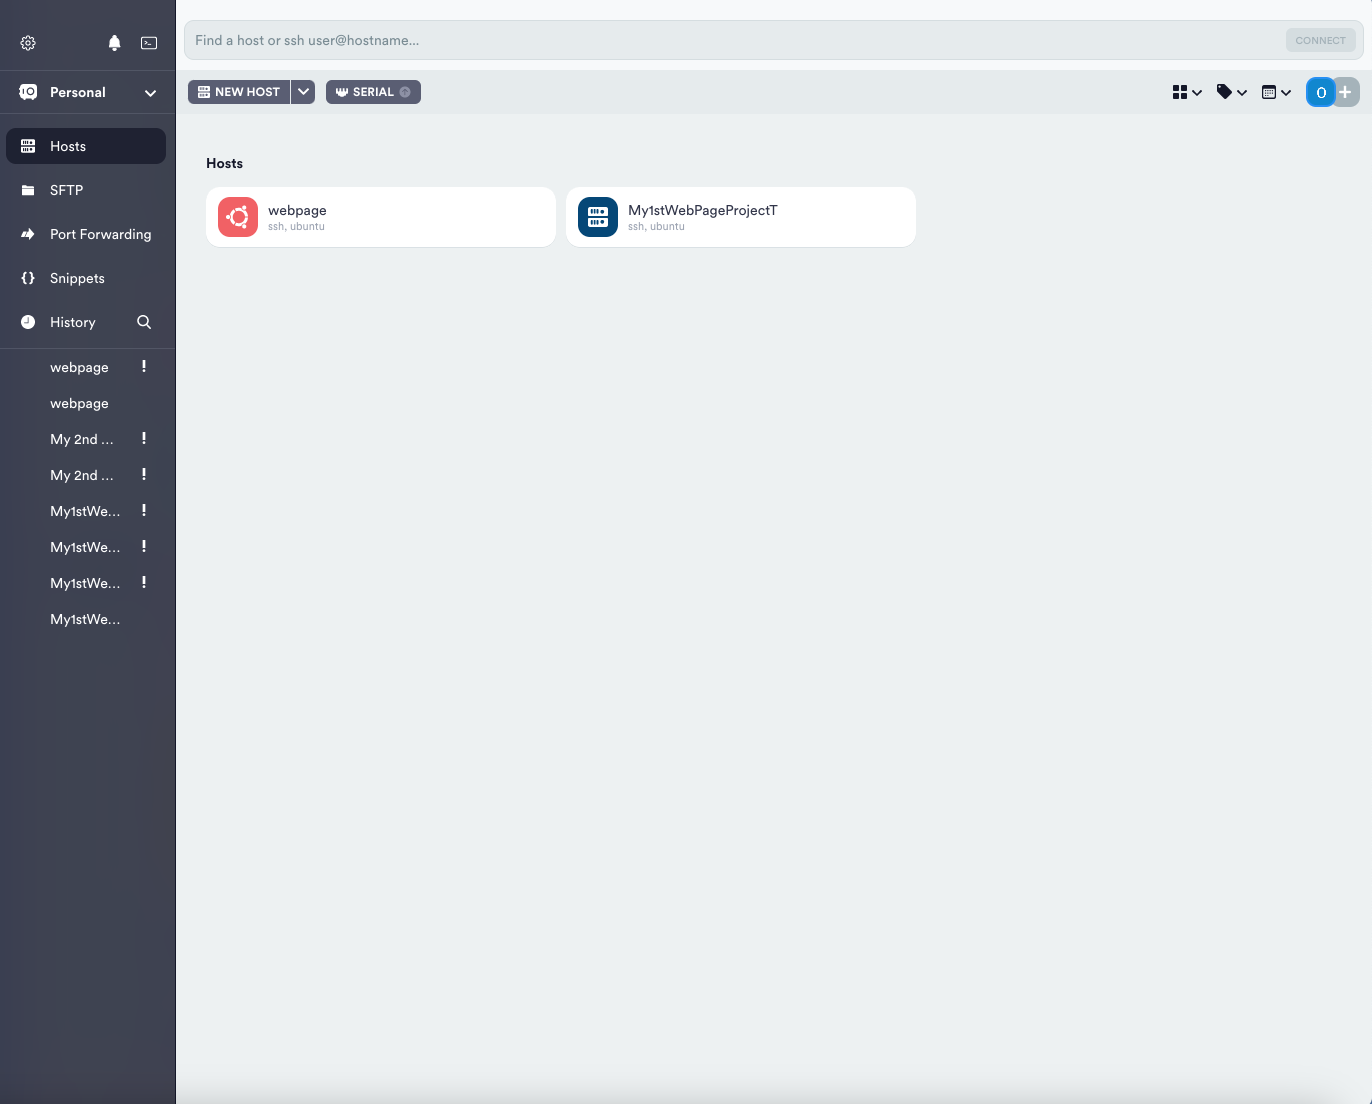 Find a host or ssh user@hostname...
CONNECT
Personal
NEW HOST
SERIAL
O
Hosts
SFTP
Port Forwarding
Snippets
History
webpage !
webpage
My 2nd ... !
My 2nd ... !
My1stWe... !
My1stWe... !
My1stWe... !
My1stWe...
Hosts
webpage
ssh, ubuntu
My1stWebPageProjectT
ssh, ubuntu